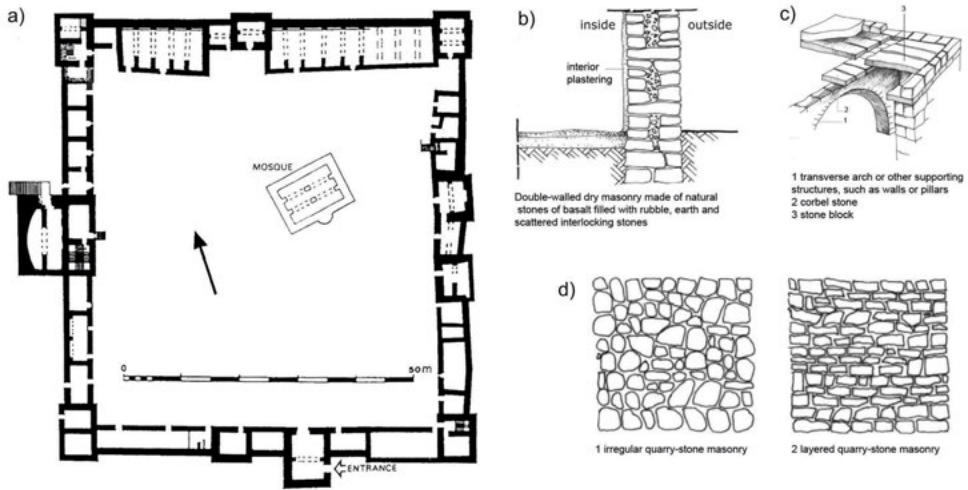 a)
MOSQUE
0
50 m
ENTRANCE
b)
inside
outside
interior
plastering
Double-walled dry masonry made of natural
stones of basalt filled with rubble, earth and
scattered interlocking stones
c)
3
2
1
1 transverse arch or other supporting
structures, such as walls or pillars
2 corbel stone
3 stone block
d)
1 irregular quarry-stone masonry
2 layered quarry-stone masonry